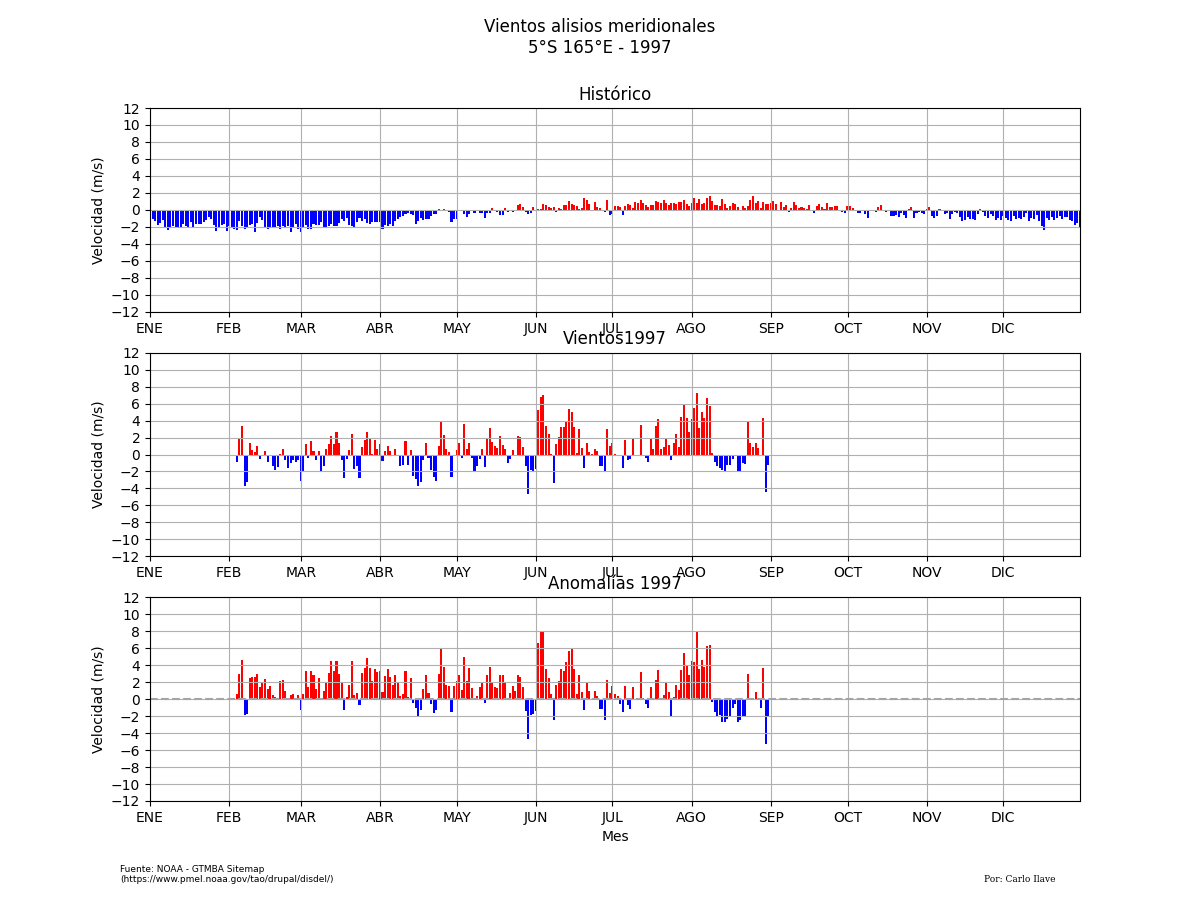 Vientos alisios meridionales
5°S 165°E - 1997
Histórico
12
10
8
6
4
2
0
−2
−4
−6
−8
−10
−12
Velocidad (m/s)
ENE FEB MAR ABR MAY JUN JUL AGO SEP OCT NOV DIC
Vientos1997
12
10
8
6
4
2
0
−2
−4
−6
−8
−10
−12
Velocidad (m/s)
ENE FEB MAR ABR MAY JUN JUL AGO SEP OCT NOV DIC
Anomalías 1997
12
10
8
6
4
2
0
−2
−4
−6
−8
−10
−12
Velocidad (m/s)
ENE FEB MAR ABR MAY JUN JUL AGO SEP OCT NOV DIC
Mes
Fuente: NOAA - GTMBA Sitemap
(https://www.pmel.noaa.gov/tao/drupal/disdel/)
Por: Carlo Ilave